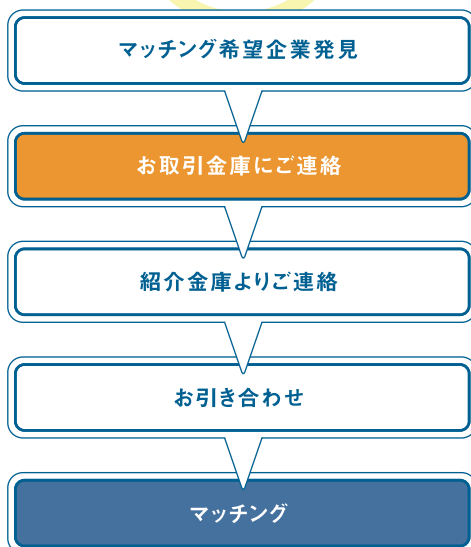 マッチング希望企業発見
お取引金庫にご連絡
紹介金庫よりご連絡
お引き合わせ
マッチング